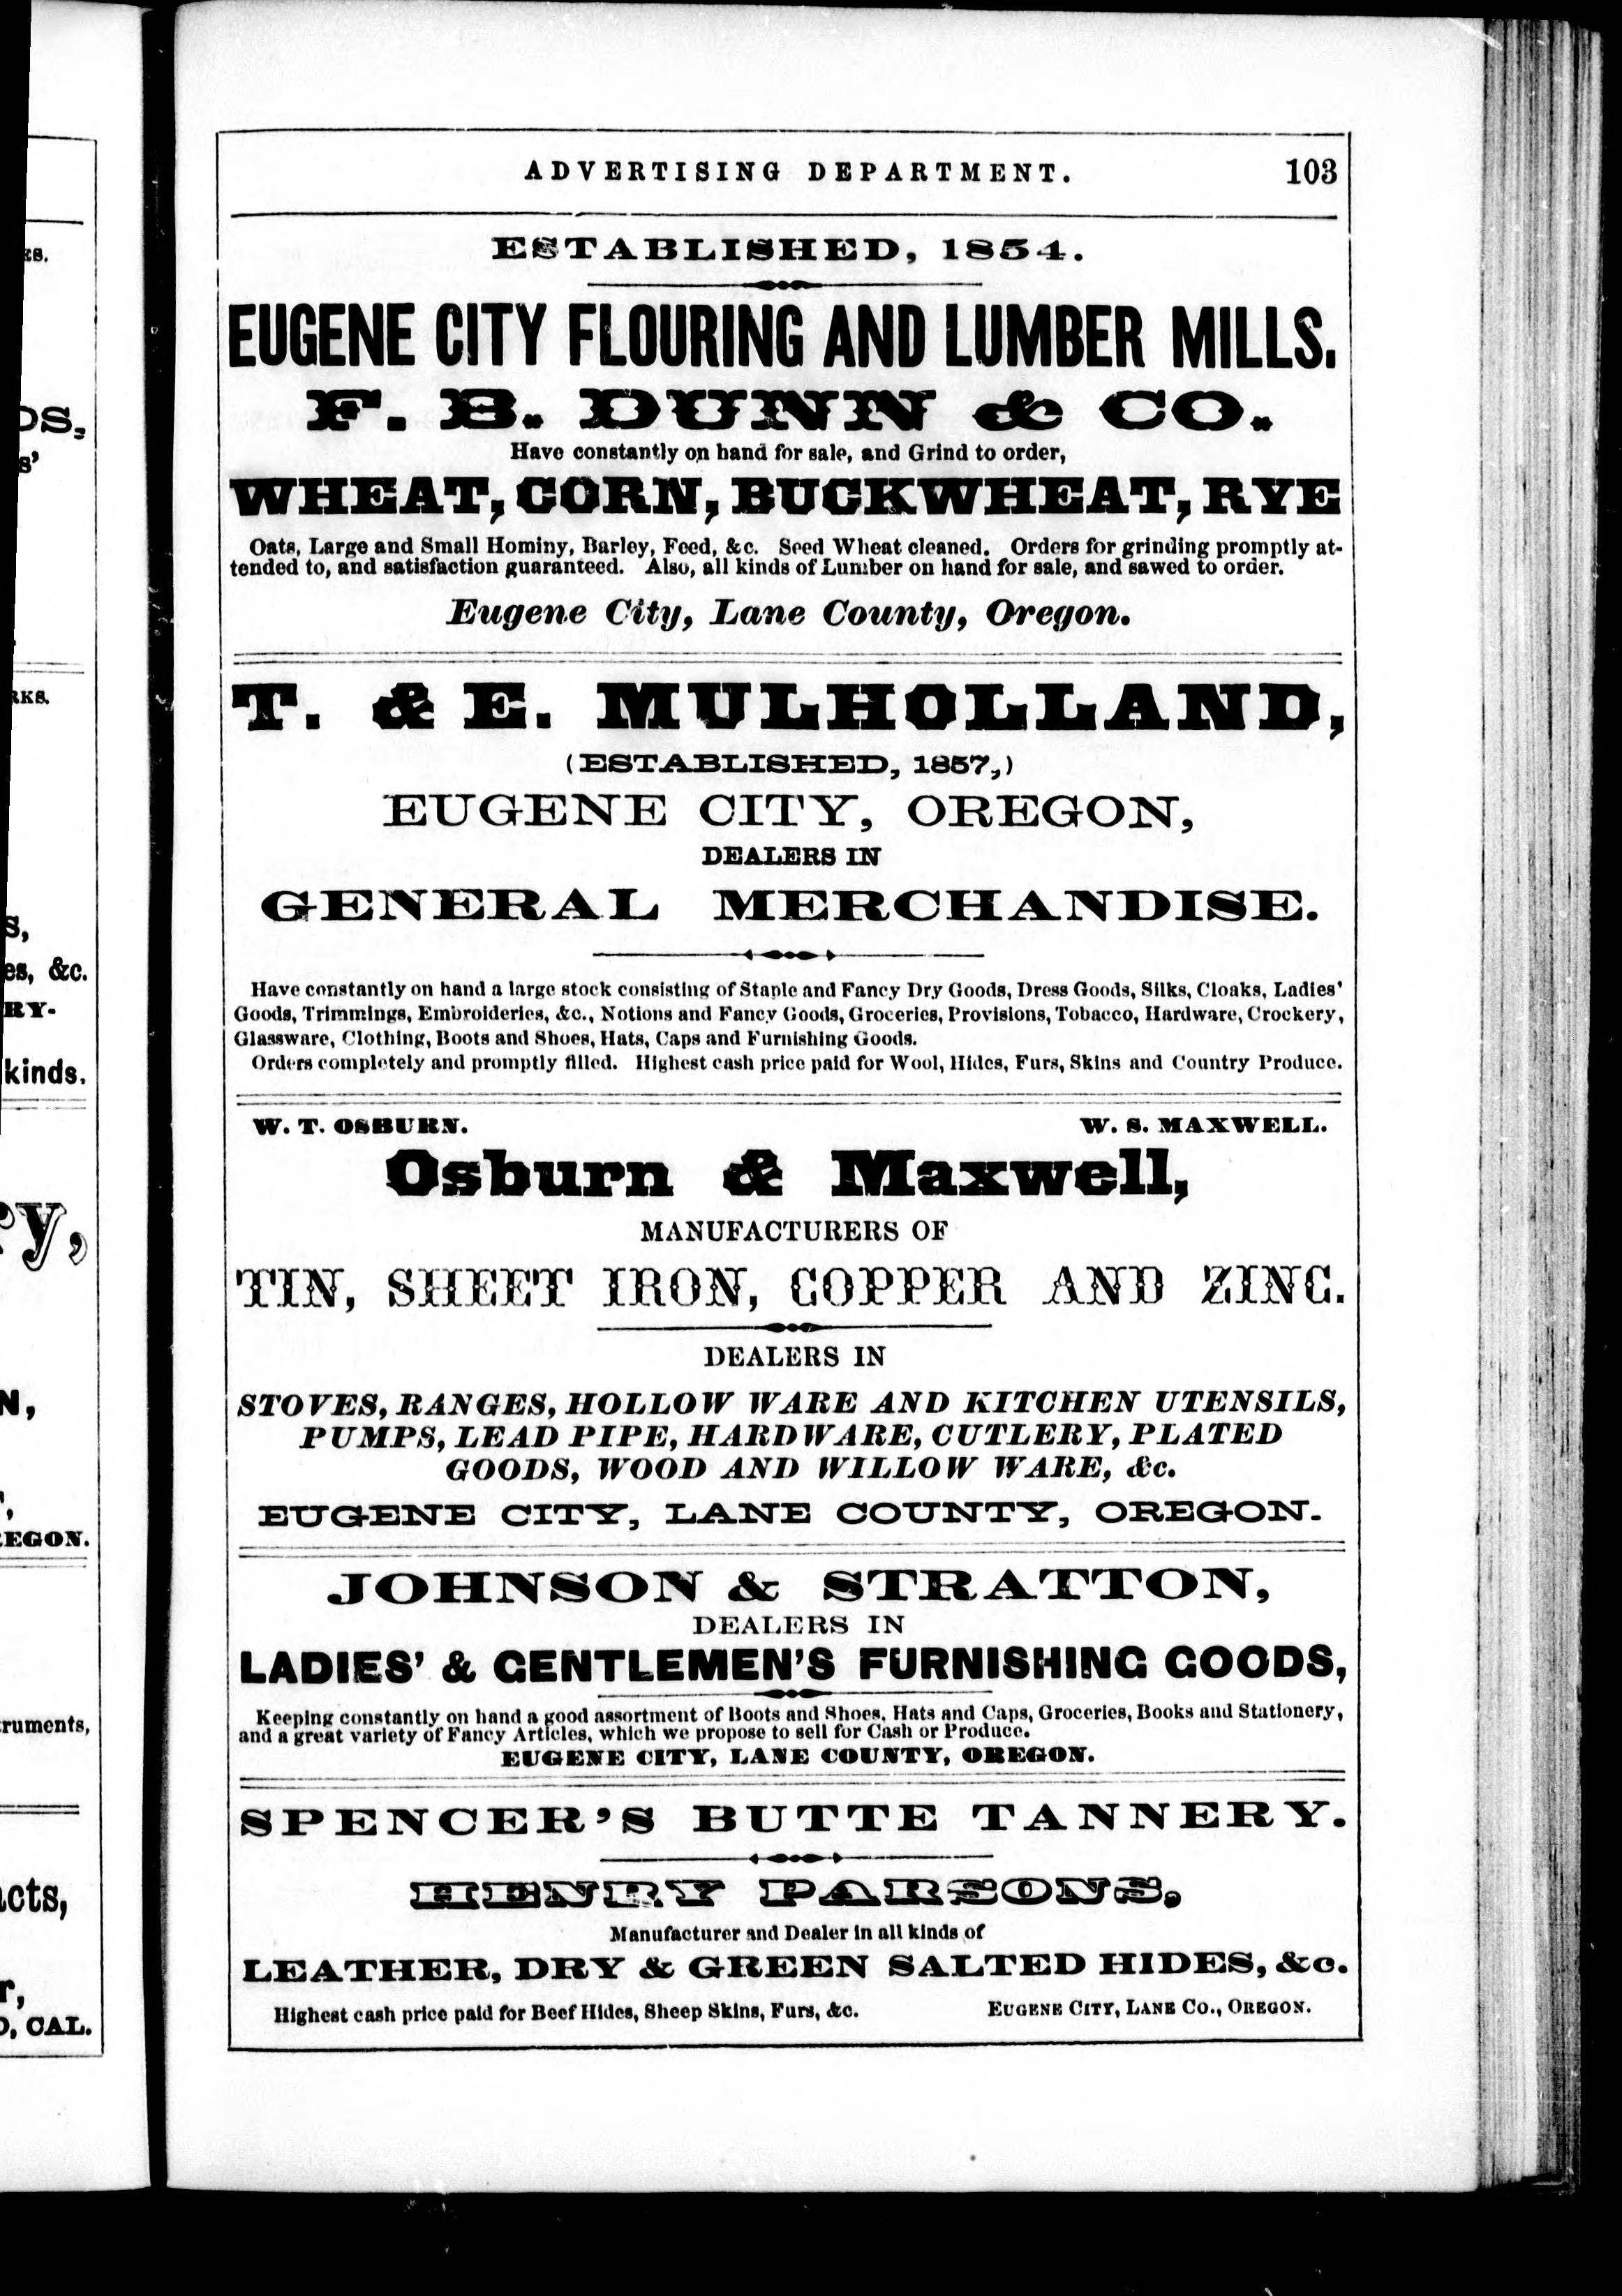 ADVERTISING DEPARTMENT. 103
ESTABLISHED, 1854.
EUGENE CITY FLOURING AND LUMBER MILLS.
F. B. DUNN & CO.
Have constantly on hand for sale, and Grind to order,
WHEAT, CORN, BUCKWHEAT, RYE
Oats, Large and Small Hominy, Barley, Feed, &c. Seed Wheat cleaned. Orders for grinding promptly at-
tended to, and satisfaction guaranteed. Also, all kinds of Lumber on hand for sale, and sawed to order.
Eugene City, Lane County, Oregon.
T. & E. MULHOLLAND,
(ESTABLISHED, 1857,)
EUGENE CITY, OREGON,
DEALERS IN
GENERAL MERCHANDISE.
Have constantly on hand a large stock consisting of Staple and Fancy Dry Goods, Dress Goods, Silks, Cloaks, Ladies'
Goods, Trimmings, Embroideries, &c., Notions and Fancy Goods, Groceries, Provisions, Tobacco, Hardware, Crockery,
Glassware, Clothing, Boots and Shoes, Hats, Caps and Furnishing Goods.
Orders completely and promptly filled. Highest cash price paid for Wool, Hides, Furs, Skins and Country Produce.
W. T. OSBURN. W. S. MAXWELL.
Osburn & Maxwell,
MANUFACTURERS OF
TIN, SHEET IRON, COPPER AND ZINC.
DEALERS IN
STOVES, RANGES, HOLLOW WARE AND KITCHEN UTENSILS,
PUMPS, LEAD PIPE, HARDWARE, CUTLERY, PLATED
GOODS, WOOD AND WILLOW WARE, &c.
EUGENE CITY, LANE COUNTY, OREGON.
JOHNSON & STRATTON,
DEALERS IN
LADIES' & GENTLEMEN'S FURNISHING GOODS,
Keeping constantly on hand a good assortment of Boots and Shoes, Hats and Caps, Groceries, Books and Stationery,
and a great variety of Fancy Articles, which we propose to sell for Cash or Produce.
EUGENE CITY, LANE COUNTY, OREGON.
SPENCER'S BUTTE TANNERY.
HENRY PARSONS,
Manufacturer and Dealer in all kinds of
LEATHER, DRY & GREEN SALTED HIDES, &c.
Highest cash price paid for Beef Hides, Sheep Skins, Furs, &c. EUGENE CITY, LANE CO., OREGON.